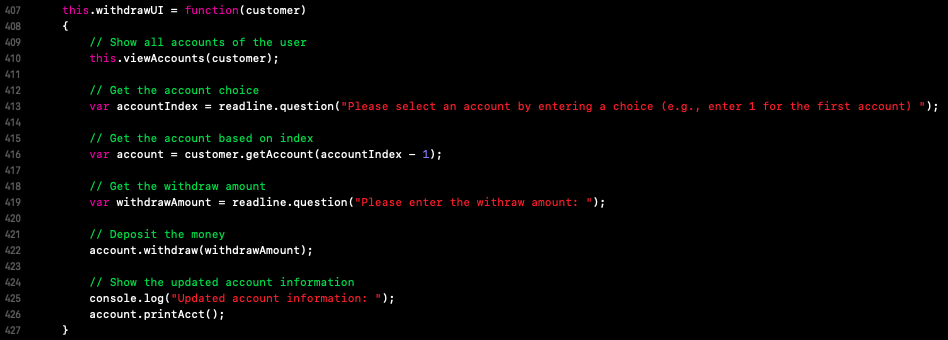 407 this.withdrawUI = function(customer)
408 {
409 // Show all accounts of the user
410 this.viewAccounts(customer);
411
412 // Get the account choice
413 var accountIndex = readline.question("Please select an account by entering a choice (e.g., enter 1 for the first account) ");
414
415 // Get the account based on index
416 var account = customer.getAccount(accountIndex - 1);
417
418 // Get the withdraw amount
419 var withdrawAmount = readline.question("Please enter the withraw amount: ");
420
421 // Deposit the money
422 account.withdraw(withdrawAmount);
423
424 // Show the updated account information
425 console.log("Updated account information: ");
426 account.printAcct();
427 }